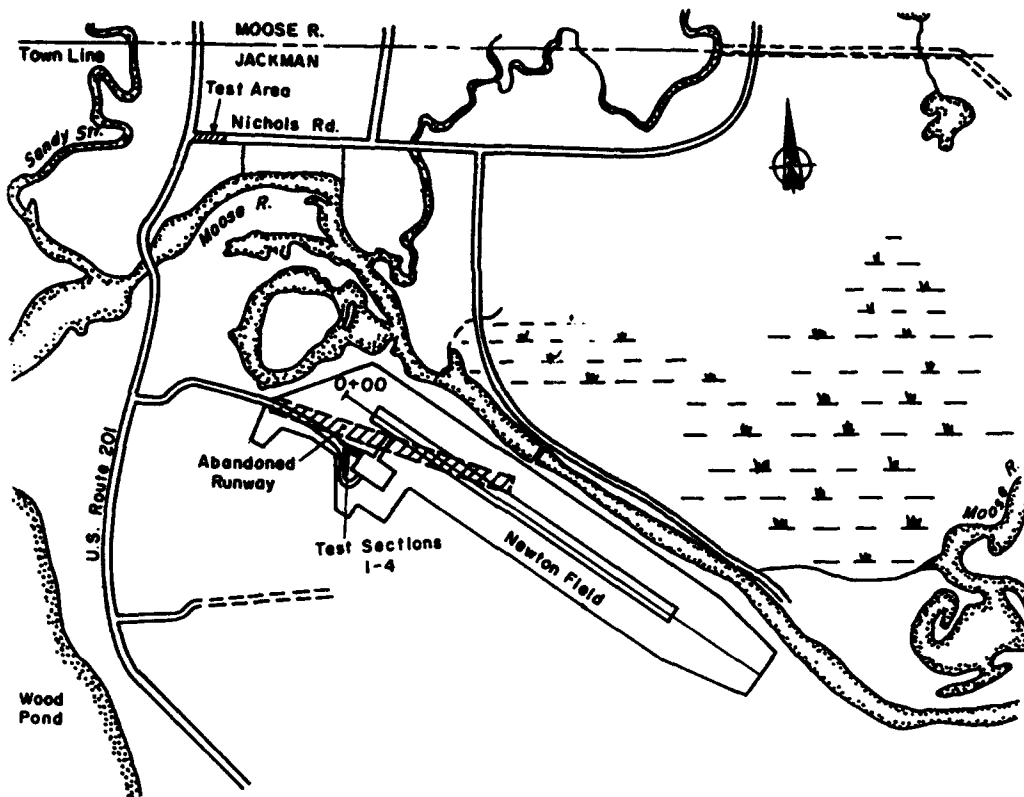 MOOSE R.
Town Line
JACKMAN
Test Area
Nichols Rd.
Sandy Str.
Moose R.
0+00
U.S. Route 201
Abandoned
Runway
Test Sections
1-4
Newton Field
Moose R.
Wood
Pond